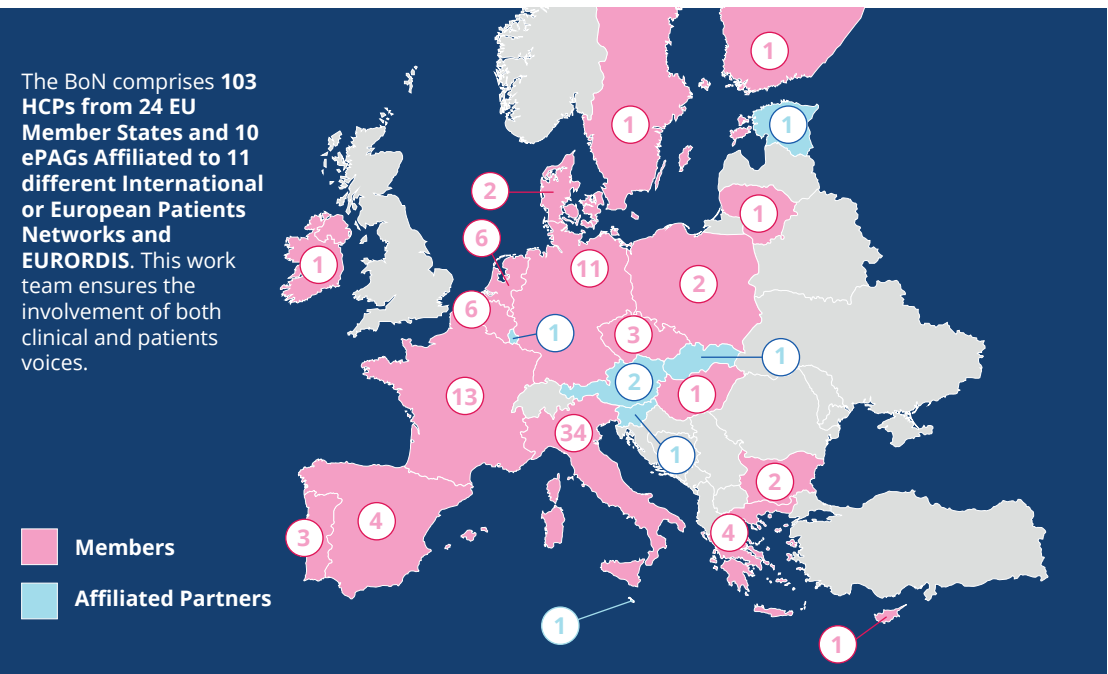 The BoN comprises 103
HCPs from 24 EU
Member States and 10
ePAGs Affiliated to 11
different International
or European Patients
Networks and
EURORDIS. This work
team ensures the
involvement of both
clinical and patients
voices.
1
1
1
2
1
6
1
11
2
6
1
3
1
2
13
1
34
1
2
4
3
4
Members
Affiliated Partners
1
1